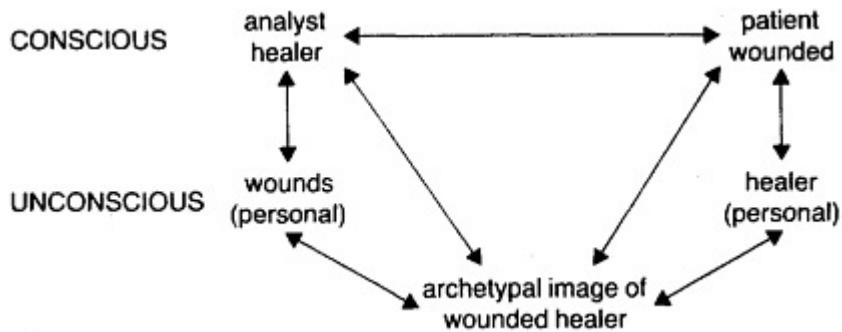 CONSCIOUS
analyst
healer
patient
wounded
UNCONSCIOUS
wounds
(personal)
healer
(personal)
archetypal image of
wounded healer